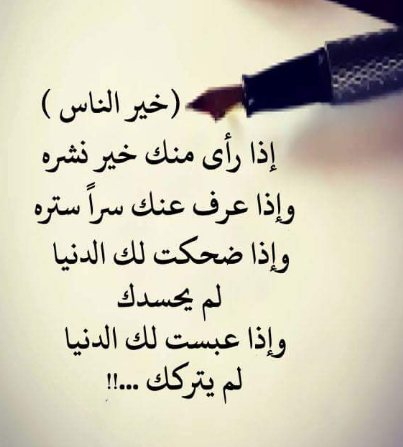 (خير الناس )
إذا رأى منك خير نشره
وإذا عرف عنك سراً ستره
وإذا ضحكت لك الدنيا
لم يحسدك
وإذا عبست لك الدنيا
لم يتركك ...!!